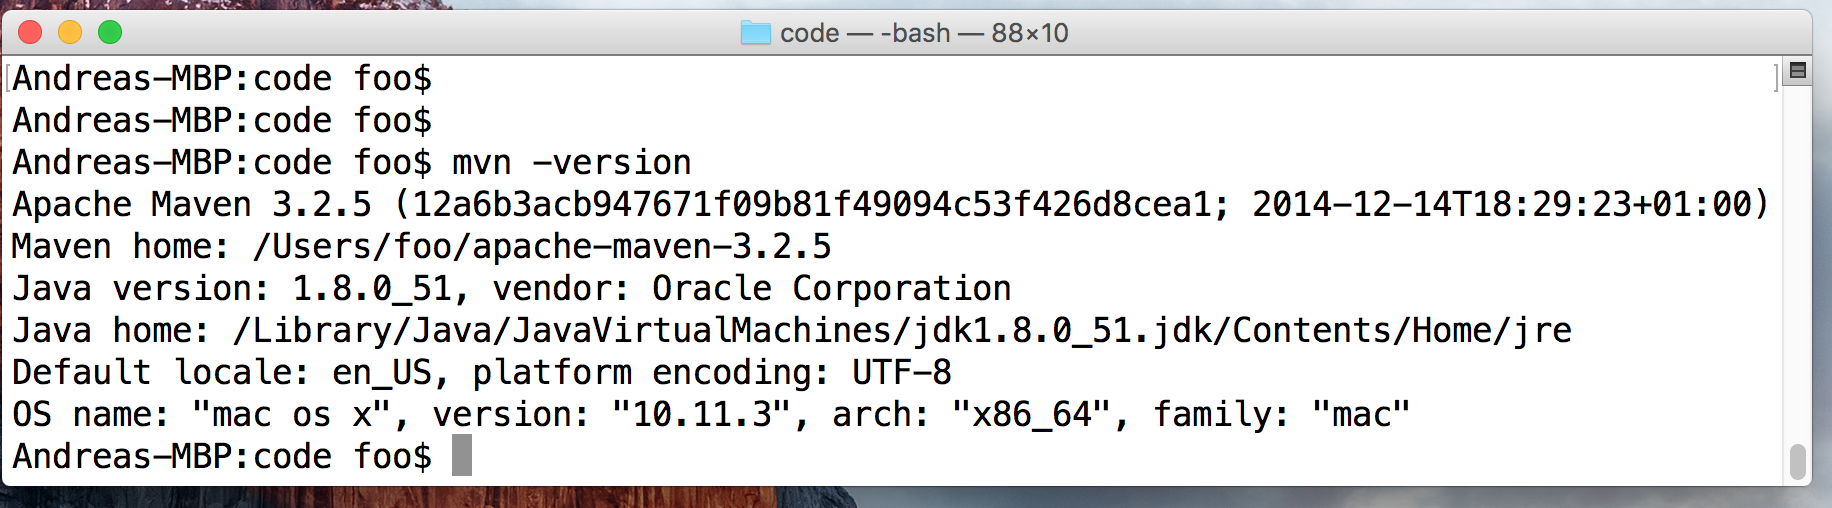 code — -bash — 88×10
Andreas-MBP:code foo$
Andreas-MBP:code foo$
Andreas-MBP:code foo$ mvn -version
Apache Maven 3.2.5 (12a6b3acb947671f09b81f49094c53f426d8cea1; 2014-12-14T18:29:23+01:00)
Maven home: /Users/foo/apache-maven-3.2.5
Java version: 1.8.0_51, vendor: Oracle Corporation
Java home: /Library/Java/JavaVirtualMachines/jdk1.8.0_51.jdk/Contents/Home/jre
Default locale: en_US, platform encoding: UTF-8
OS name: "mac os x", version: "10.11.3", arch: "x86_64", family: "mac"
Andreas-MBP:code foo$